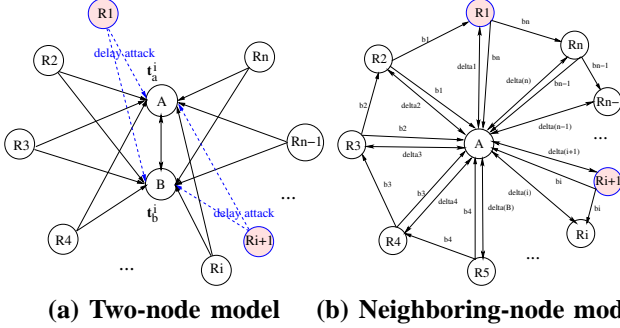 R1
delay attack
R2
t_a^i
Rn
A
R3
Rn−1
B
t_b^i
...
delay attack
R4
Ri+1
...
Ri
(a) Two-node model
R1
bn
Rn
b1
R2
delta1
bn
bn−1
b1
delta(n)
bn−1
Rn−
delta2
b2
delta(n−1)
...
b2
A
R3
delta3
delta(i+1)
bi
Ri+1
b3
b3
delta4
b4
delta(B)
delta(i)
bi
R4
Ri
b4
...
R5
(b) Neighboring-node mod